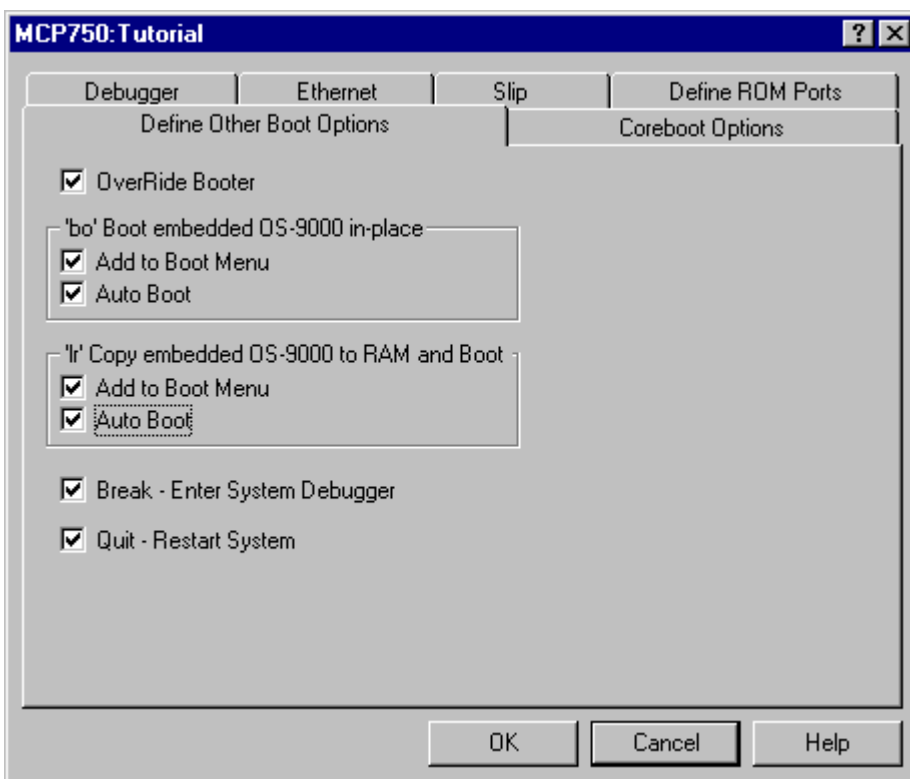 MCP750:Tutorial
Debugger Ethernet Slip Define ROM Ports
Define Other Boot Options Coreboot Options
OverRide Booter
'bo' Boot embedded OS-9000 in-place
Add to Boot Menu
Auto Boot
'lr' Copy embedded OS-9000 to RAM and Boot
Add to Boot Menu
Auto Boot
Break - Enter System Debugger
Quit - Restart System
OK Cancel Help